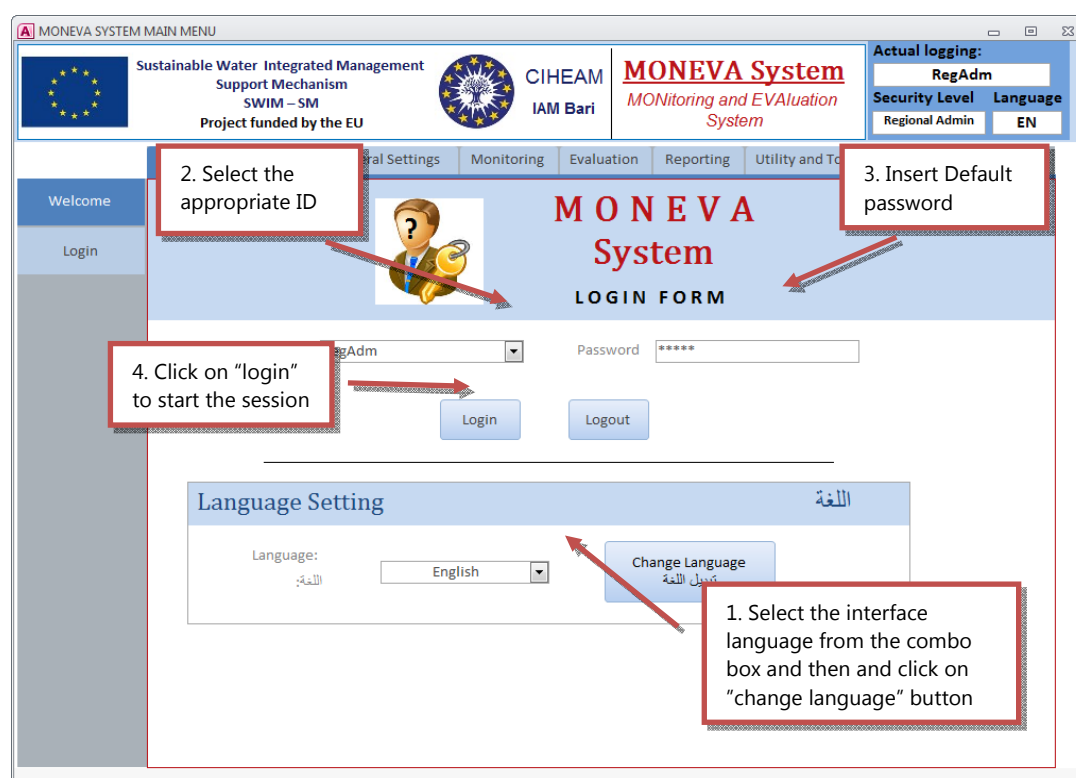 MONEVA SYSTEM MAIN MENU
Sustainable Water Integrated Management
Support Mechanism
SWIM – SM
Project funded by the EU
CIHEAM
IAM Bari
MONEVA System
MONitoring and EVAluation
System
Actual logging:
RegAdm
Security Level Language
Regional Admin EN
Settings Monitoring Evaluation Reporting Utility and
Welcome
Login
2. Select the
appropriate ID
3. Insert Default
password
?
M O N E V A
System
LOGIN FORM
Password *****
4. Click on "login"
to start the session
Login Logout
Language Setting اللغة
Language:
اللغة:
English
Change Language
تبديل اللغة
1. Select the interface
language from the combo
box and then and click on
"change language" button